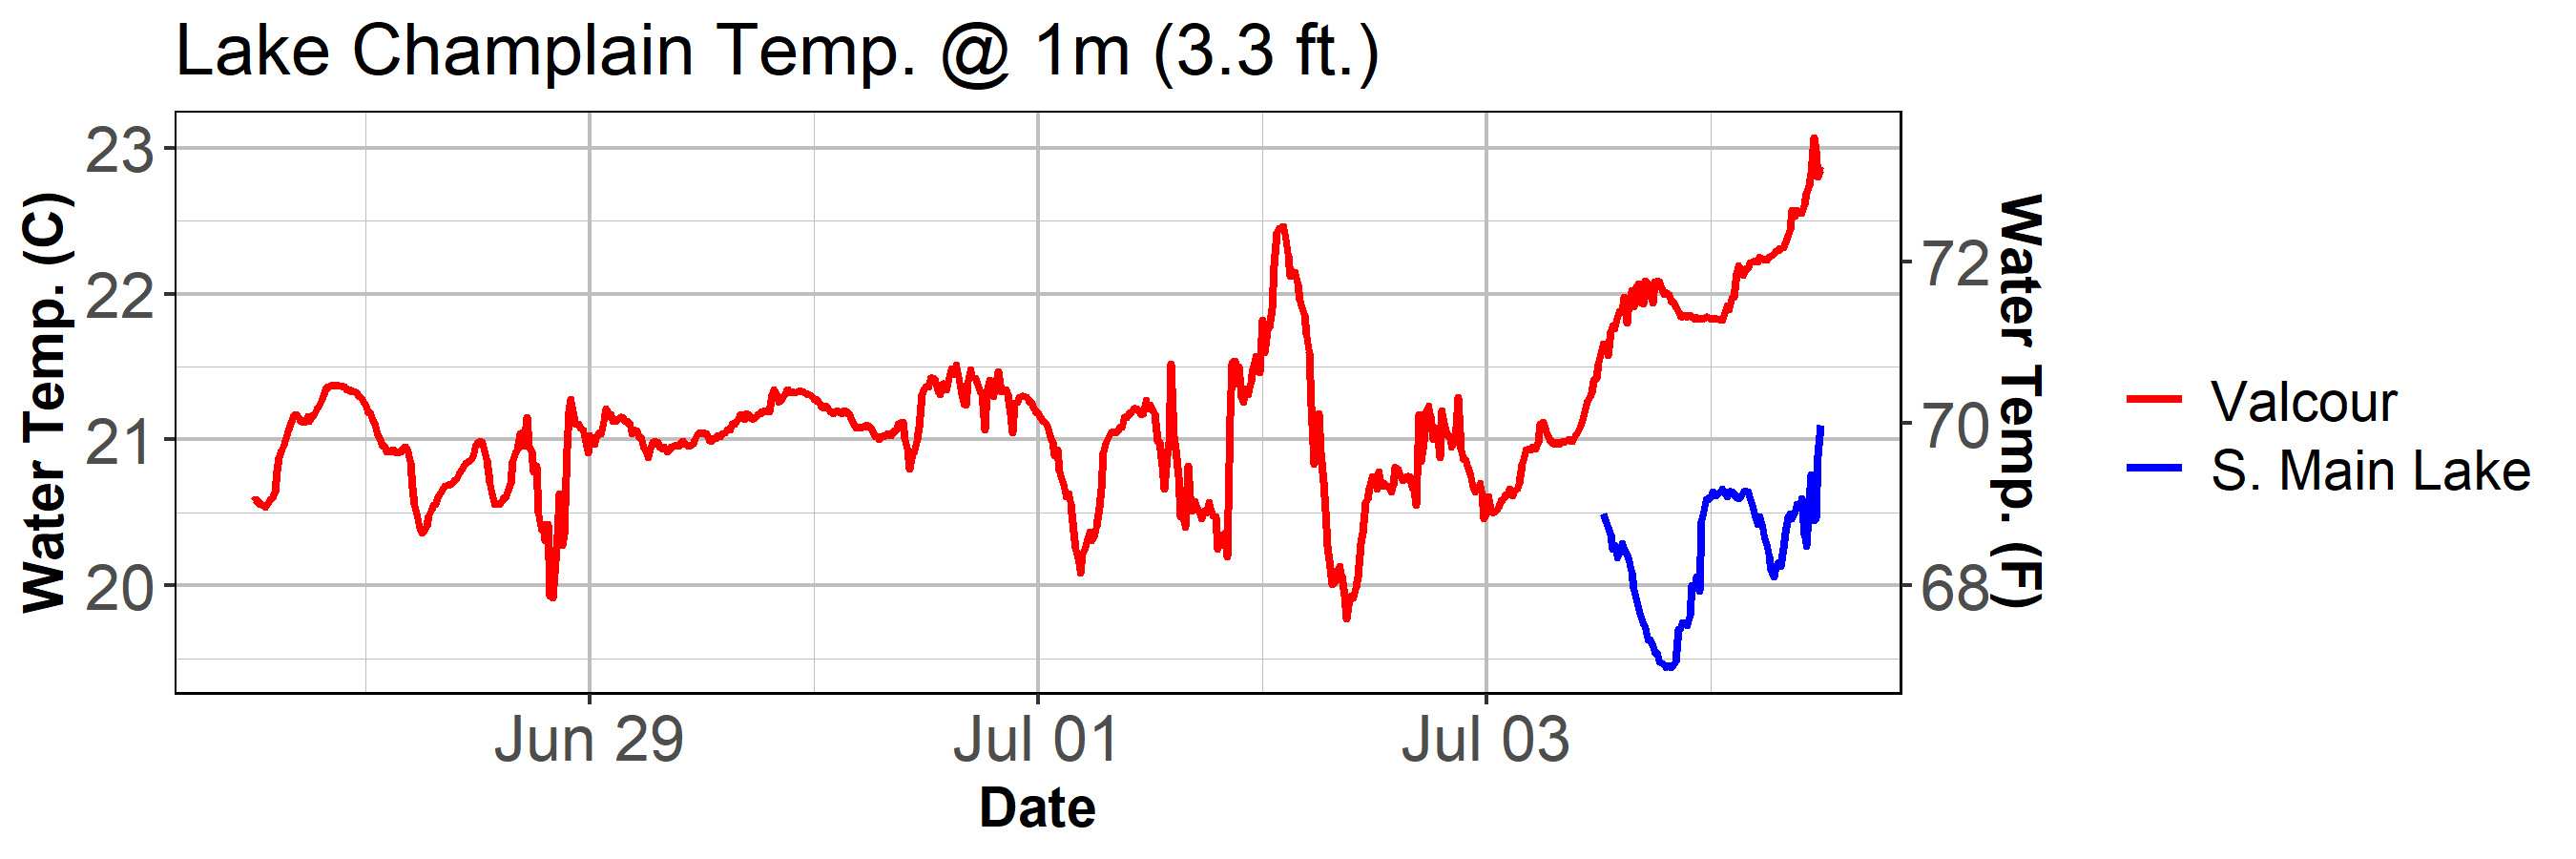 Lake Champlain Temp. @ 1m (3.3 ft.)
Water Temp. (C)
23
22
21
20
72
70
68
Water Temp. (F)
Jun 29
Jul 01
Jul 03
Date
Valcour
S. Main Lake